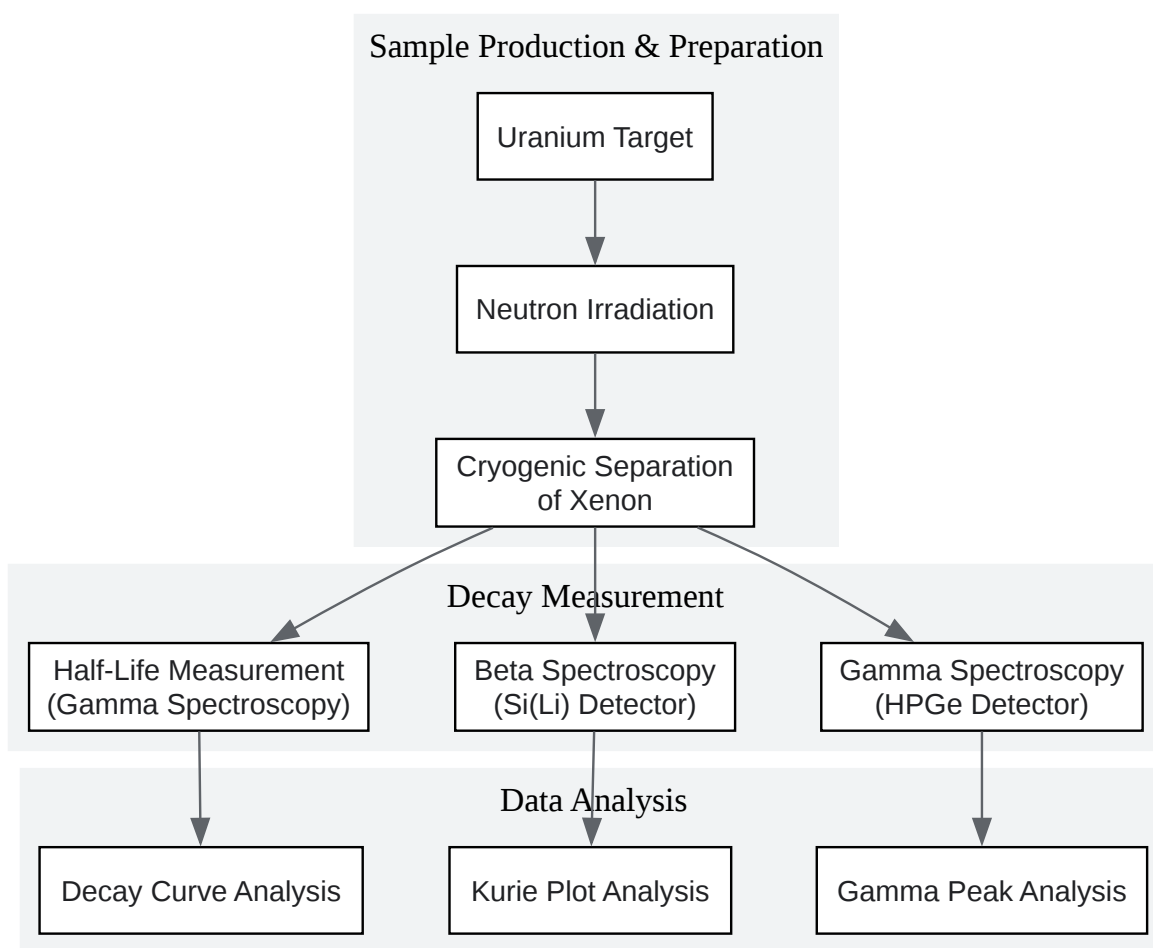 Sample Production & Preparation
Uranium Target
Neutron Irradiation
Cryogenic Separation
of Xenon
Decay Measurement
Half-Life Measurement
(Gamma Spectroscopy)
Beta Spectroscopy
(Si(Li) Detector)
Gamma Spectroscopy
(HPGe Detector)
Data Analysis
Decay Curve Analysis
Kurie Plot Analysis
Gamma Peak Analysis